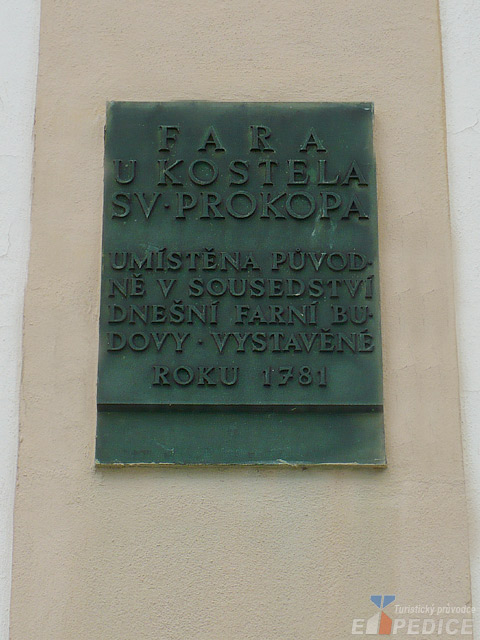 FARA
U KOSTELA
SV·PROKOPA
UMÍSTĚNA PŮVOD-
NĚ V SOUSEDSTVÍ
DNEŠNÍ FARNÍ BU-
DOVY · VYSTAVĚNÉ
ROKU 1781
Turistický průvodce
EXPEDICE